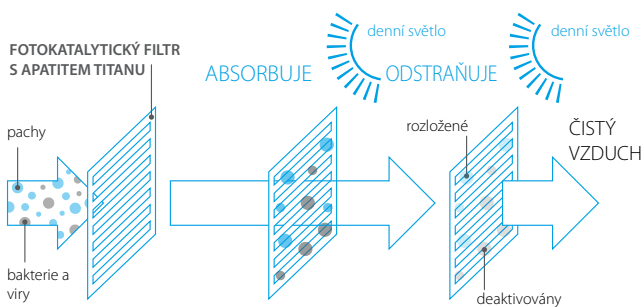 FOTOKATALYTICKÝ FILTR
S APATITEM TITANU
ABSORBUJE
denní světlo
ODSTRAŇUJE
denní světlo
pachy
rozložené
ČISTÝ
VZDUCH
bakterie a
viry
deaktivovány